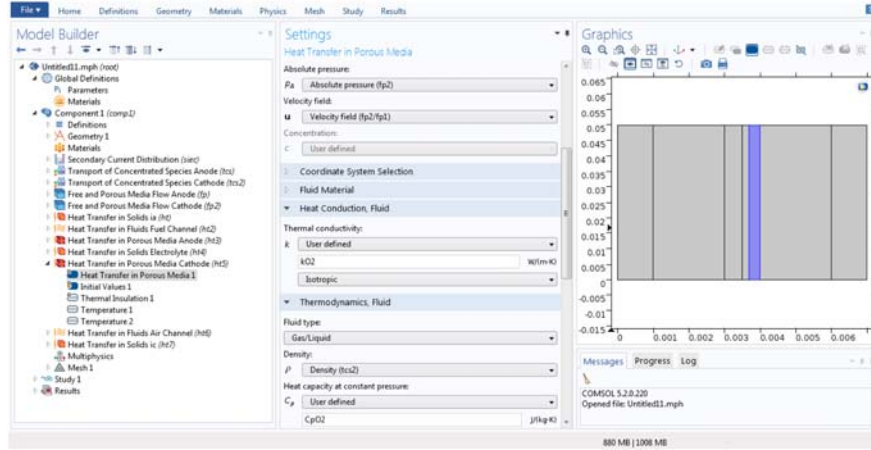 File ▾ Home Definitions Geometry Materials Physics Mesh Study Results
Model Builder
Untitled11.mph (root)
Global Definitions
Pi Parameters
Materials
Component 1 (comp1)
Definitions
Geometry 1
Materials
Secondary Current Distribution (siec)
Transport of Concentrated Species Anode (tcs)
Transport of Concentrated Species Cathode (tcs2)
Free and Porous Media Flow Anode (fp)
Free and Porous Media Flow Cathode (fp2)
Heat Transfer in Solids ia (ht)
Heat Transfer in Fluids Fuel Channel (ht2)
Heat Transfer in Porous Media Anode (ht3)
Heat Transfer in Solids Electrolyte (ht4)
Heat Transfer in Porous Media Cathode (ht5)
Heat Transfer in Porous Media 1
Initial Values 1
Thermal Insulation 1
Temperature 1
Temperature 2
Heat Transfer in Fluids Air Channel (ht6)
Heat Transfer in Solids ic (ht7)
Multiphysics
Mesh 1
Study 1
Results
Settings
Heat Transfer in Porous Media
Absolute pressure:
pA Absolute pressure (fp2)
Velocity field:
u Velocity field (fp2/fp1)
Concentration:
c User defined
Coordinate System Selection
Fluid Material
Heat Conduction, Fluid
Thermal conductivity:
k User defined
kO2 W/(m·K)
Isotropic
Thermodynamics, Fluid
Fluid type:
Gas/Liquid
Density:
ρ Density (tcs2)
Heat capacity at constant pressure:
Cp User defined
CpO2 J/(kg·K)
Graphics
0.065
0.06
0.055
0.05
0.045
0.04
0.035
0.03
0.025
0.02
0.015
0.01
0.005
0
-0.005
-0.01
-0.015
0 0.001 0.002 0.003 0.004 0.005 0.006
Messages Progress Log
COMSOL 5.2.0.220
Opened file: Untitled11.mph
880 MB | 1008 MB